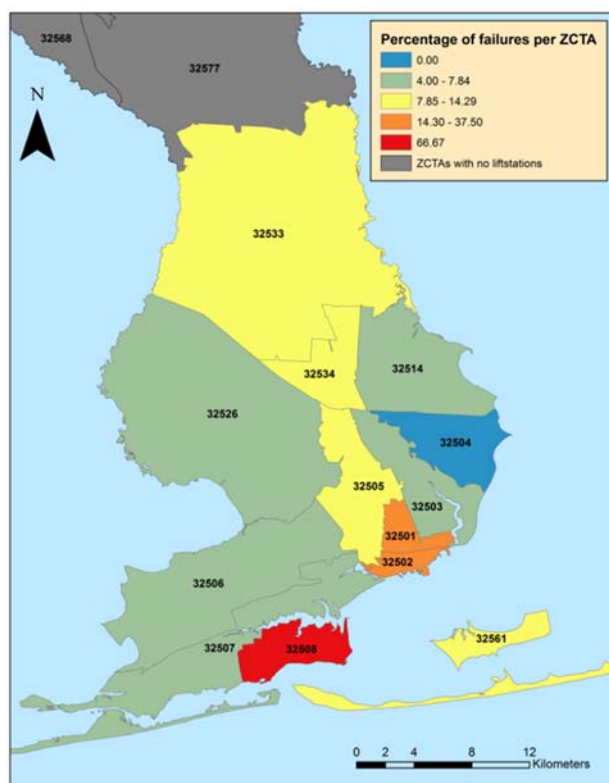 32568
32577
N
Percentage of failures per ZCTA
0.00
4.00 - 7.84
7.85 - 14.29
14.30 - 37.50
66.67
ZCTAs with no liftstations
32533
32534
32514
32526
32504
32505
32503
32501
32502
32506
32507
32508
32561
0 2 4 8 12
Kilometers